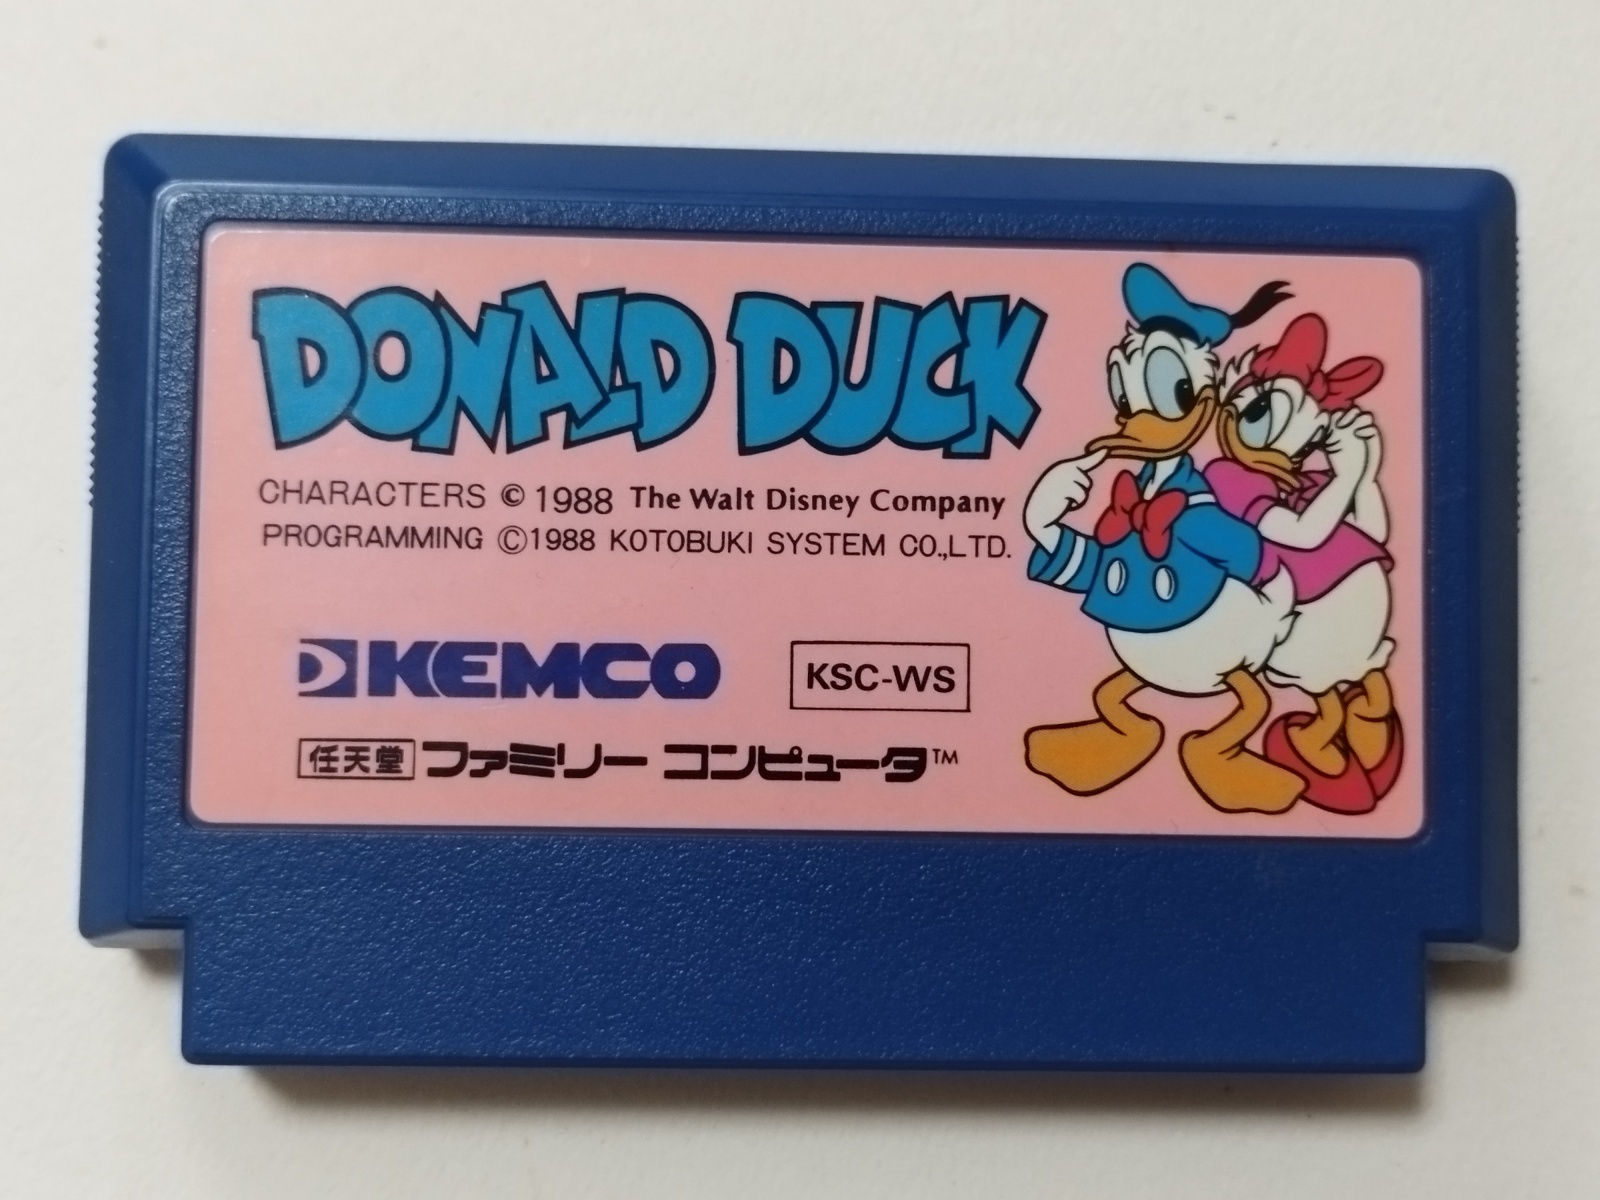 DONALD DUCK
CHARACTERS © 1988 The Walt Disney Company
PROGRAMMING ©1988 KOTOBUKI SYSTEM CO.,LTD.
KEMCO
KSC-WS
任天堂 ファミリー コンピュータ™